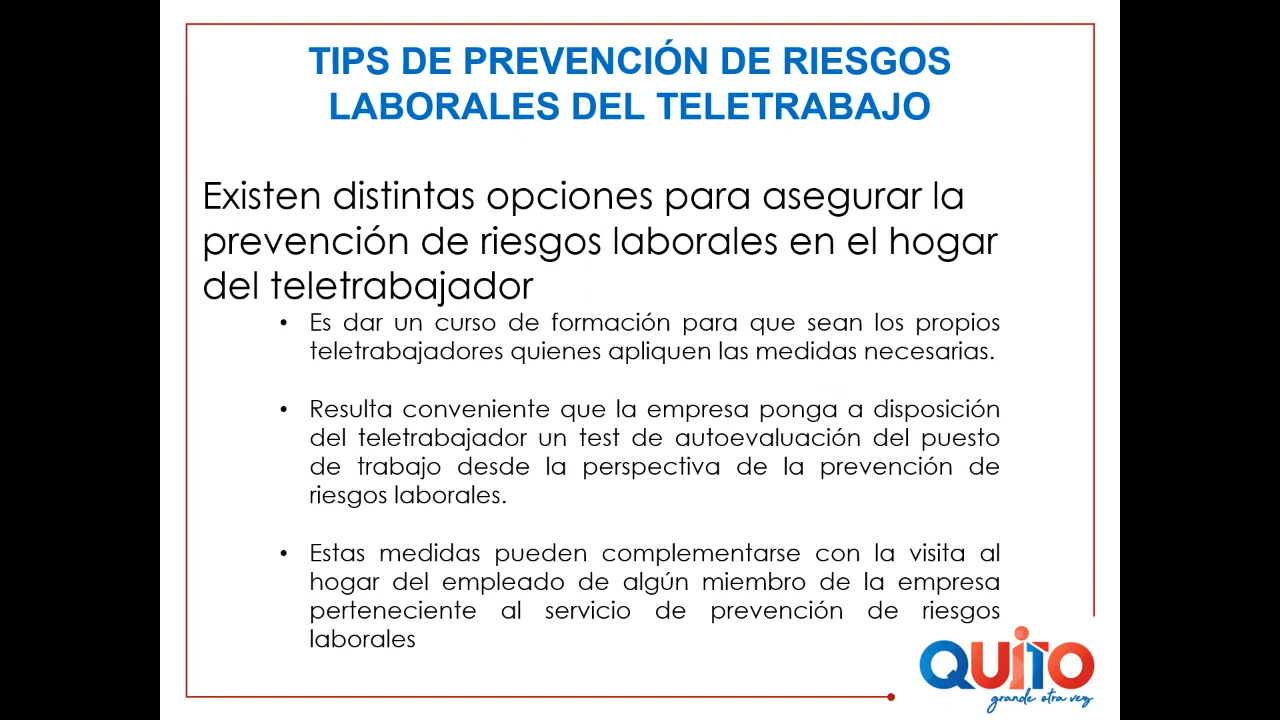 TIPS DE PREVENCIÓN DE RIESGOS
LABORALES DEL TELETRABAJO
Existen distintas opciones para asegurar la
prevención de riesgos laborales en el hogar
del teletrabajador
• Es dar un curso de formación para que sean los propios
teletrabajadores quienes apliquen las medidas necesarias.
• Resulta conveniente que la empresa ponga a disposición
del teletrabajador un test de autoevaluación del puesto
de trabajo desde la perspectiva de la prevención de
riesgos laborales.
• Estas medidas pueden complementarse con la visita al
hogar del empleado de algún miembro de la empresa
perteneciente al servicio de prevención de riesgos
laborales
QUiTO
grande otra vez